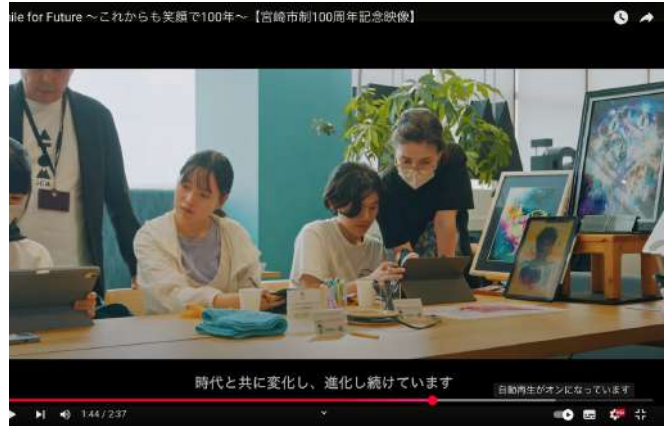 ile for Future ～これからも笑顔で100年～【宮崎市制100周年記念映像】
時代と共に変化し、進化し続けています
自動再生がオンになっています
1:44 / 2:37